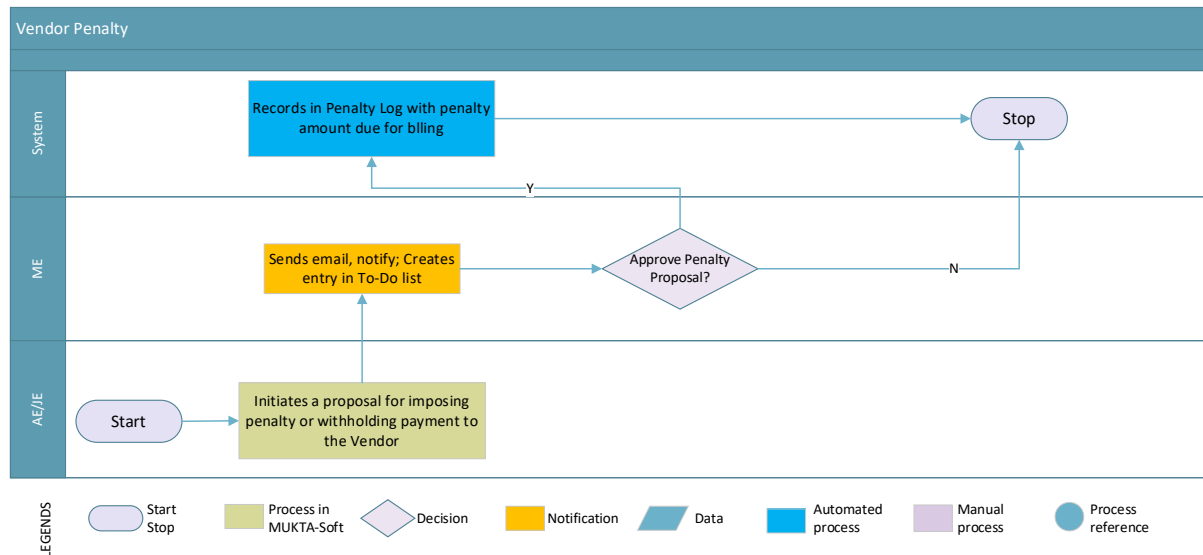 Vendor Penalty
System
Records in Penalty Log with penalty
amount due for blling
Stop
Y
ME
Sends email, notify; Creates
entry in To-Do list
Approve Penalty
Proposal?
N
AE/JE
Start
Initiates a proposal for imposing
penalty or withholding payment to
the Vendor
LEGENDS
Start
Stop
Process in
MUKTA-Soft
Decision
Notification
Data
Automated
process
Manual
process
Process
reference